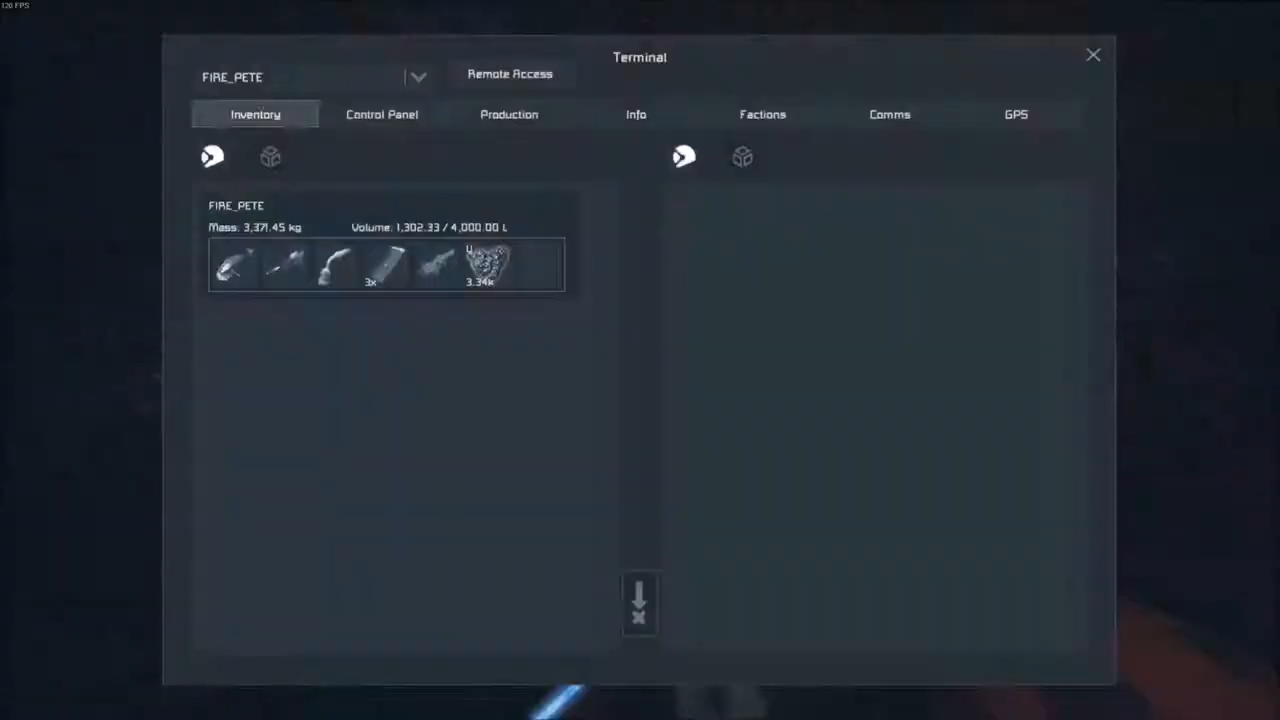 120 FPS
Terminal
FIRE_PETE
Remote Access
Inventory Control Panel Production Info Factions Comms GPS
FIRE_PETE
Mass: 3,371.45 kg Volume: 1,302.33 / 4,000.00 L
U
3x 3.34k